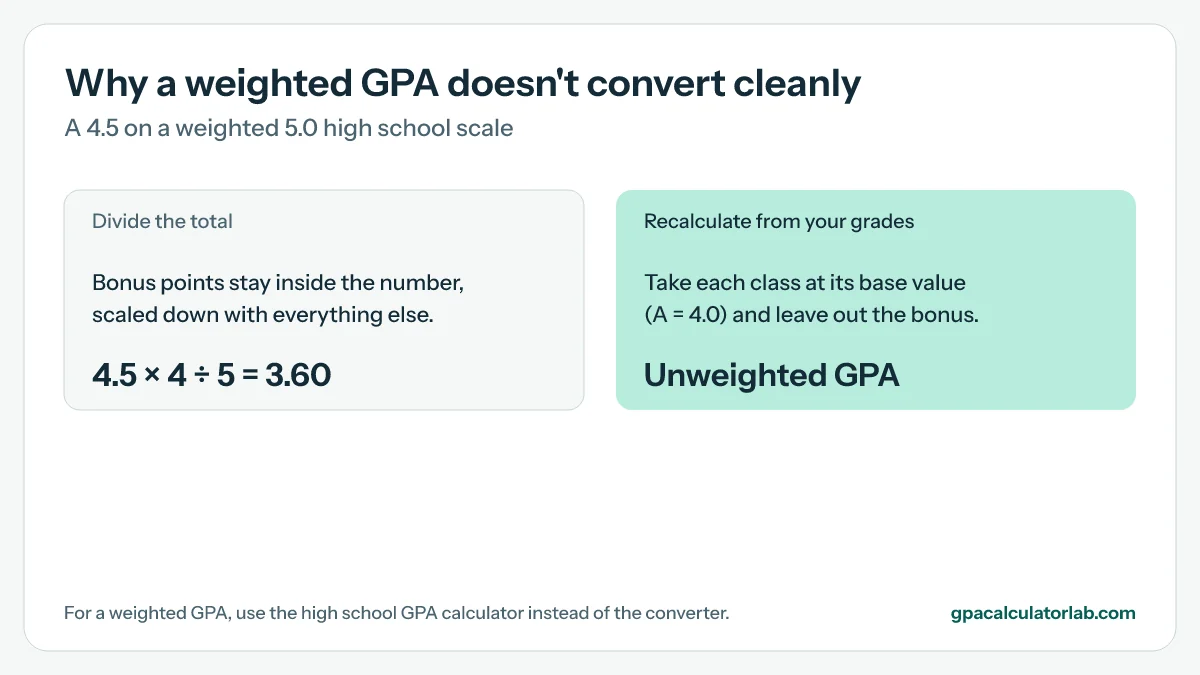 Why a weighted GPA doesn't convert cleanly
A 4.5 on a weighted 5.0 high school scale
Divide the total
Bonus points stay inside the number,
scaled down with everything else.
4.5 × 4 ÷ 5 = 3.60
Recalculate from your grades
Take each class at its base value
(A = 4.0) and leave out the bonus.
Unweighted GPA
For a weighted GPA, use the high school GPA calculator instead of the converter.
gpacalculatorlab.com